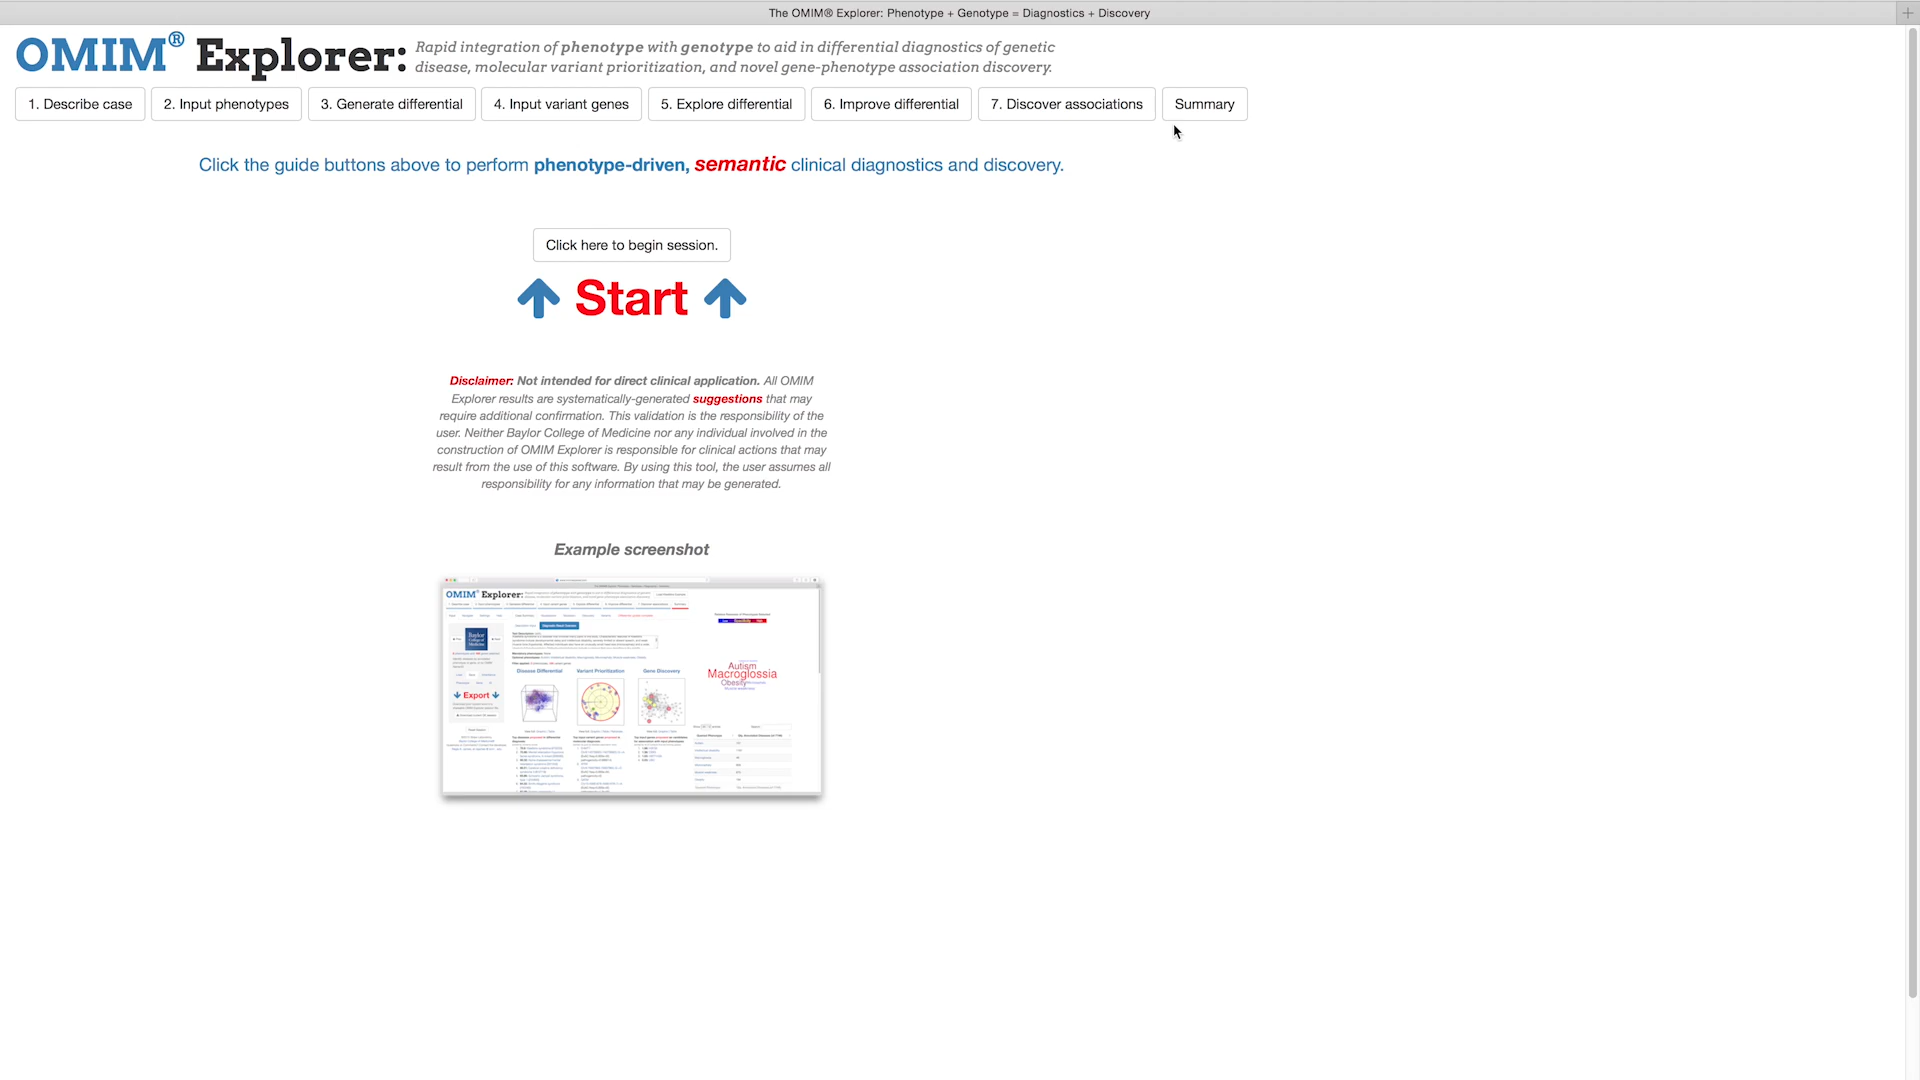 The OMIM® Explorer: Phenotype + Genotype = Diagnostics + Discovery
OMIM® Explorer:
Rapid integration of phenotype with genotype to aid in differential diagnostics of genetic
disease, molecular variant prioritization, and novel gene-phenotype association discovery.
1. Describe case
2. Input phenotypes
3. Generate differential
4. Input variant genes
5. Explore differential
6. Improve differential
7. Discover associations
Summary
Click the guide buttons above to perform phenotype-driven, semantic clinical diagnostics and discovery.
Click here to begin session.
Start
Disclaimer: Not intended for direct clinical application. All OMIM
Explorer results are systematically-generated suggestions that may
require additional confirmation. This validation is the responsibility of the
user. Neither Baylor College of Medicine nor any individual involved in the
construction of OMIM Explorer is responsible for clinical actions that may
result from the use of this software. By using this tool, the user assumes all
responsibility for any information that may be generated.
Example screenshot
OMIM® Explorer:
Baylor
College of
Medicine
Export
Disease Differential
Variant Prioritization
Gene Discovery
Autism
Macroglossia
Obesity